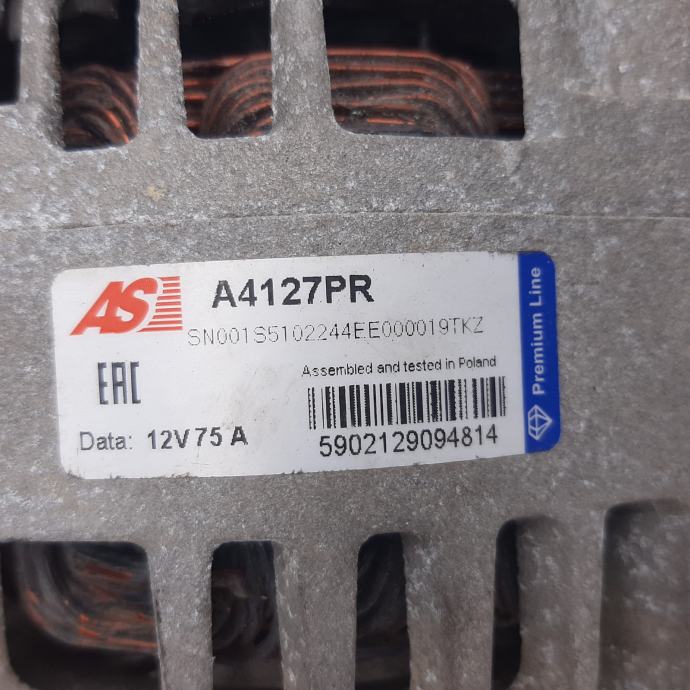 AS
A4127PR
SN001S5102244EE000019TKZ
Assembled and tested in Poland
EAC
Data: 12V 75 A
5902129094814
Premium Line